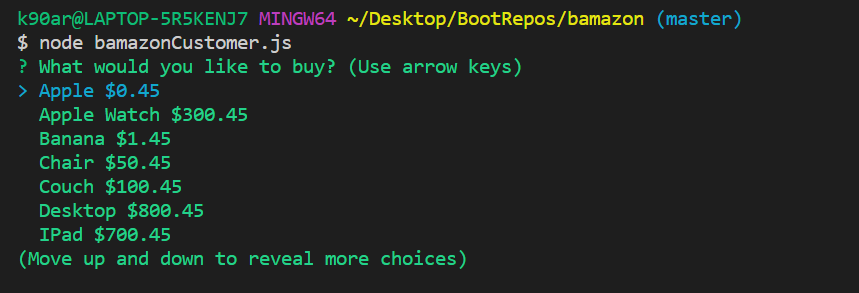 k90ar@LAPTOP-5R5KENJ7 MINGW64 ~/Desktop/BootRepos/bamazon (master)
$ node bamazonCustomer.js
? What would you like to buy? (Use arrow keys)
> Apple $0.45
Apple Watch $300.45
Banana $1.45
Chair $50.45
Couch $100.45
Desktop $800.45
IPad $700.45
(Move up and down to reveal more choices)